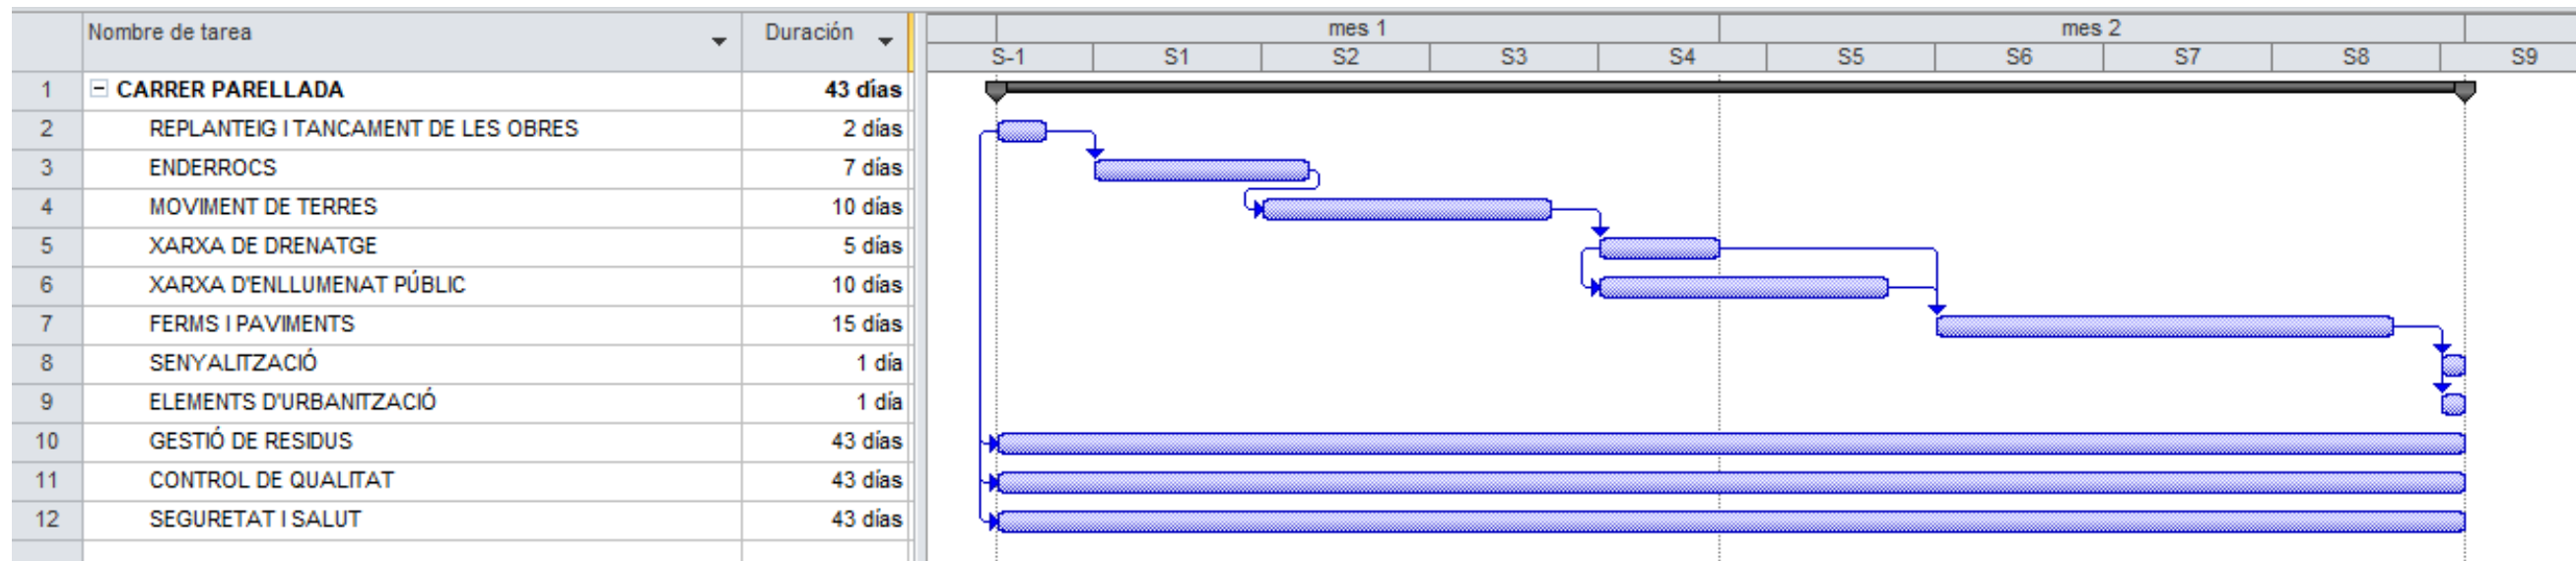 Nombre de tarea Duración mes 1 mes 2
S-1 S1 S2 S3 S4 S5 S6 S7 S8 S9
1 CARRER PARELLADA 43 días
2 REPLANTEIG I TANCAMENT DE LES OBRES 2 días
3 ENDERROCS 7 días
4 MOVIMENT DE TERRES 10 días
5 XARXA DE DRENATGE 5 días
6 XARXA D'ENLLUMENAT PÚBLIC 10 días
7 FERMS I PAVIMENTS 15 días
8 SENYALITZACIÓ 1 día
9 ELEMENTS D'URBANITZACIÓ 1 día
10 GESTIÓ DE RESIDUS 43 días
11 CONTROL DE QUALITAT 43 días
12 SEGURETAT I SALUT 43 días